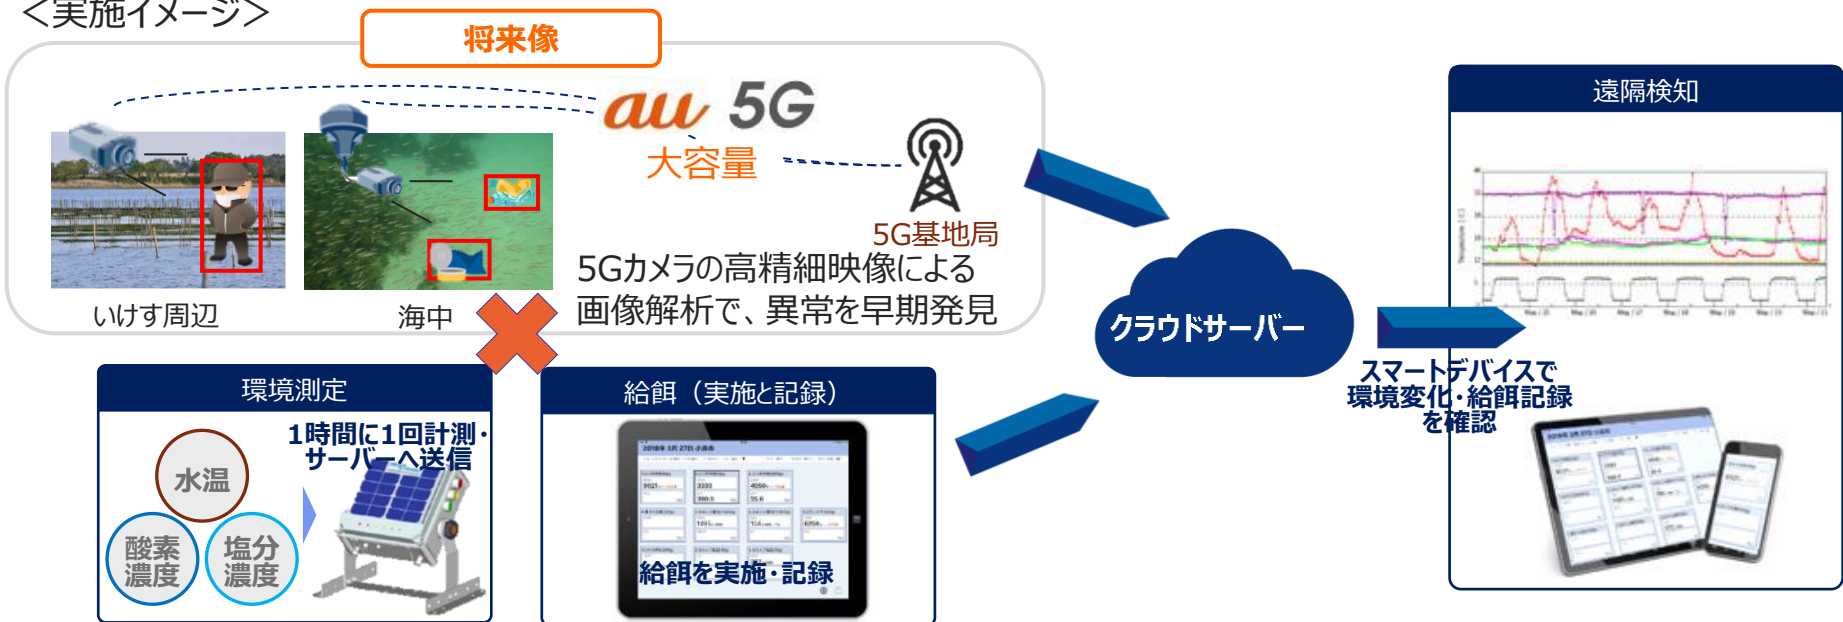 ＜実施イメージ＞
将来像
au 5G
大容量
5G基地局
いけす周辺
海中
5Gカメラの高精細映像による
画像解析で、異常を早期発見
環境測定
水温
酸素
濃度
塩分
濃度
1時間に1回計測・
サーバーへ送信
給餌（実施と記録）
給餌を実施・記録
クラウドサーバー
スマートデバイスで
環境変化・給餌記録
を確認
遠隔検知